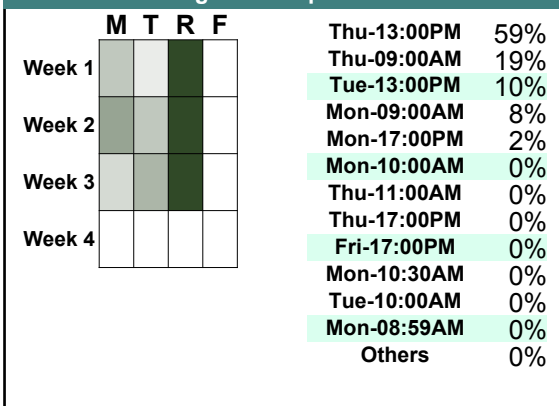 M T R F
Week 1
Week 2
Week 3
Week 4
Thu-13:00PM 59%
Thu-09:00AM 19%
Tue-13:00PM 10%
Mon-09:00AM 8%
Mon-17:00PM 2%
Mon-10:00AM 0%
Thu-11:00AM 0%
Thu-17:00PM 0%
Fri-17:00PM 0%
Mon-10:30AM 0%
Tue-10:00AM 0%
Mon-08:59AM 0%
Others 0%